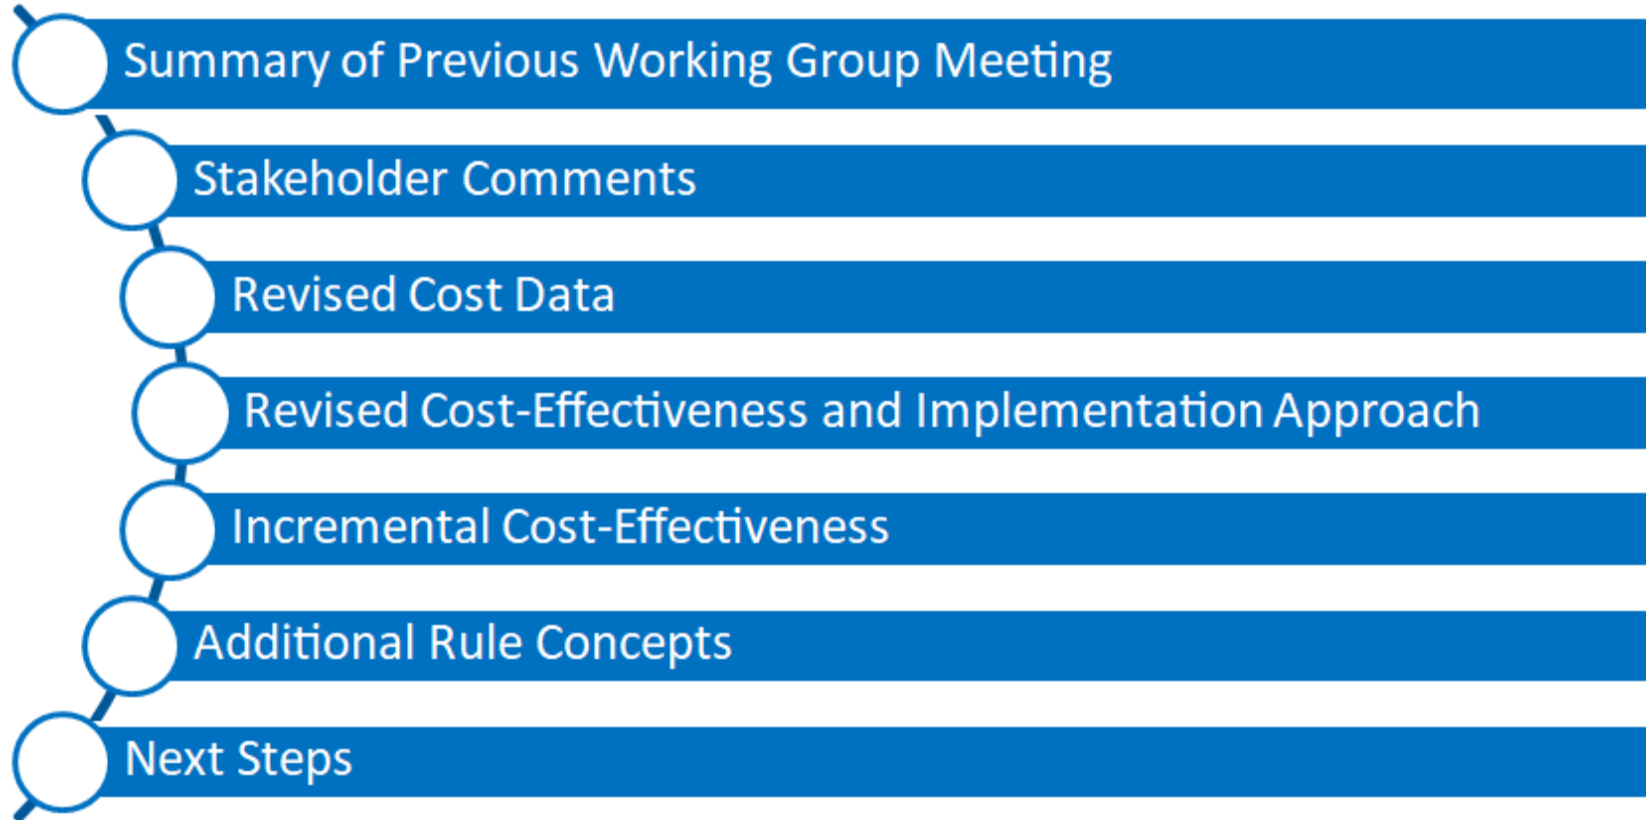 Summary of Previous Working Group Meeting
Stakeholder Comments
Revised Cost Data
Revised Cost-Effectiveness and Implementation Approach
Incremental Cost-Effectiveness
Additional Rule Concepts
Next Steps